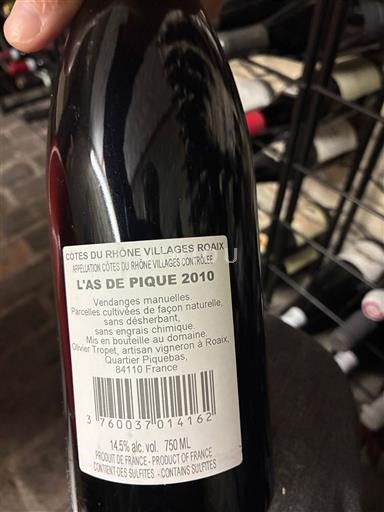 CÔTES DU RHÔNE VILLAGES ROAIX
APPELLATION CÔTES DU RHÔNE VILLAGES CONTRÔLÉE
L'AS DE PIQUE 2010
Vendanges manuelles.
Parcelles cultivées de façon naturelle,
sans désherbant,
sans engrais chimique.
Mis en bouteille au domaine.
Olivier Tropet, artisan vigneron à Roaix,
Quartier Piquebas,
84110 France
3 760037 014162
14.5% alc. vol. 750 ML
PRODUIT DE FRANCE - PRODUCT OF FRANCE
CONTIENT DES SULFITES - CONTAINS SULFITES